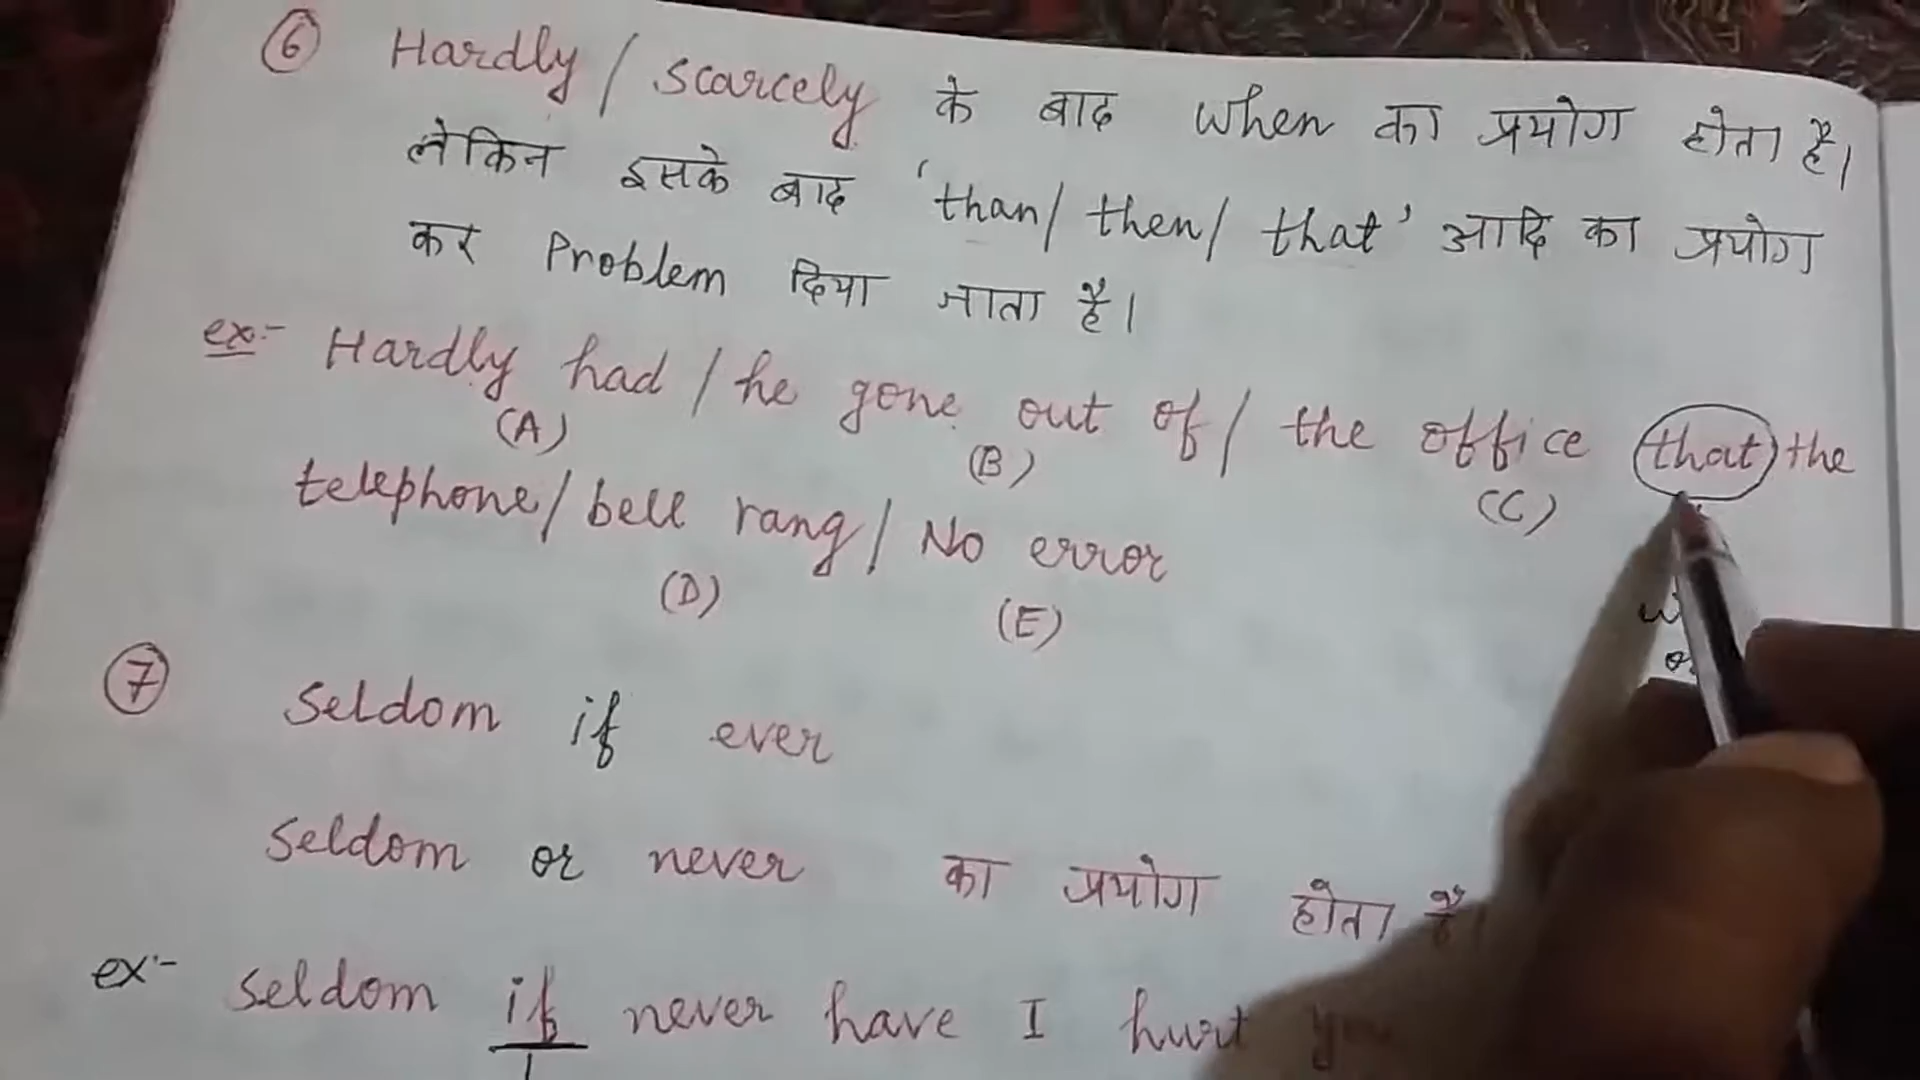 6 Hardly / scarcely के बाद when का प्रयोग होता है।
लेकिन इसके बाद 'than/ then/ that' आदि का प्रयोग
कर Problem दिया जाता है।
ex:- Hardly had / he gone out of / the office that the
(A) (B) (C)
telephone/ bell rang / No error
(D) (E)
7 Seldom if ever
Seldom or never का प्रयोग होता है।
ex:- seldom if never have I hurt